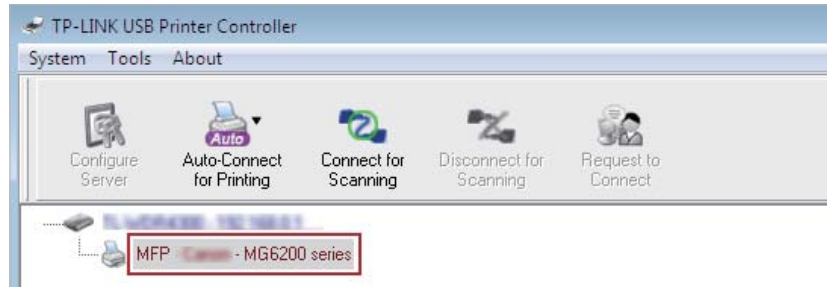 TP-LINK USB Printer Controller
System Tools About
Auto
Configure Server
Auto-Connect for Printing
Connect for Scanning
Disconnect for Scanning
Request to Connect
MFP - MG6200 series